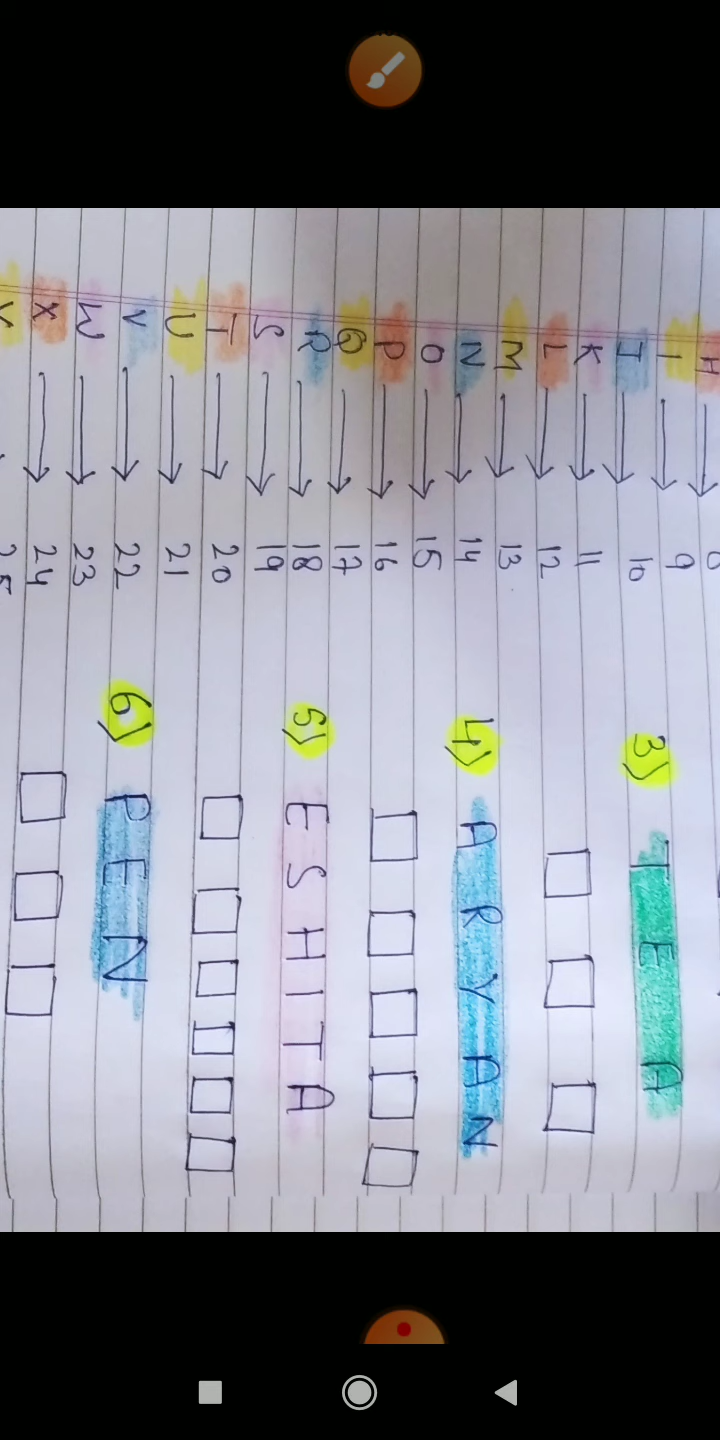 H →
I → 9
J → 10 3) TEA
K → 11
L → 12
M → 13
N → 14 4) ARYAN
O → 15
P → 16
Q → 17
R → 18 5) ESHITA
S → 19
T → 20
U → 21
V → 22 6) PEN
W → 23
X → 24
Y → 25